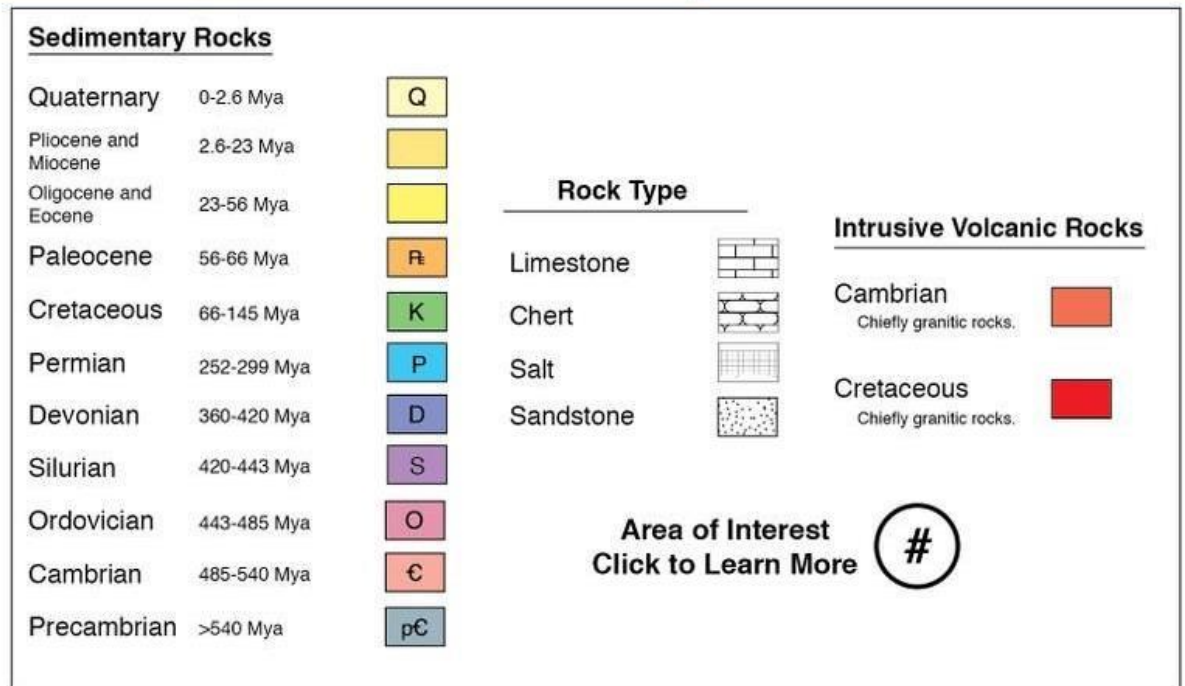 Sedimentary Rocks
Quaternary 0-2.6 Mya Q
Pliocene and
Miocene 2.6-23 Mya
Oligocene and
Eocene 23-56 Mya
Paleocene 56-66 Mya
Cretaceous 66-145 Mya K
Permian 252-299 Mya P
Devonian 360-420 Mya D
Silurian 420-443 Mya S
Ordovician 443-485 Mya O
Cambrian 485-540 Mya Є
Precambrian >540 Mya pЄ
Rock Type
Limestone
Chert
Salt
Sandstone
Intrusive Volcanic Rocks
Cambrian
Chiefly granitic rocks.
Cretaceous
Chiefly granitic rocks.
Area of Interest
Click to Learn More #